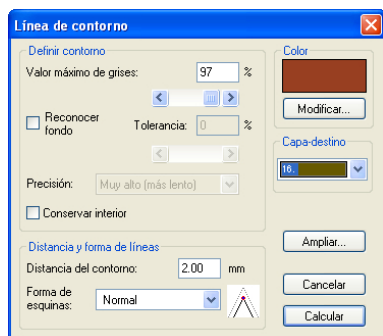 Línea de contorno
Definir contorno
Valor máximo de grises: 97 %
Reconocer fondo
Tolerancia: 0 %
Precisión: Muy alto (más lento)
Conservar interior
Distancia y forma de líneas
Distancia del contorno: 2.00 mm
Forma de esquinas: Normal
Color
Modificar...
Capa-destino
16.
Ampliar...
Cancelar
Calcular